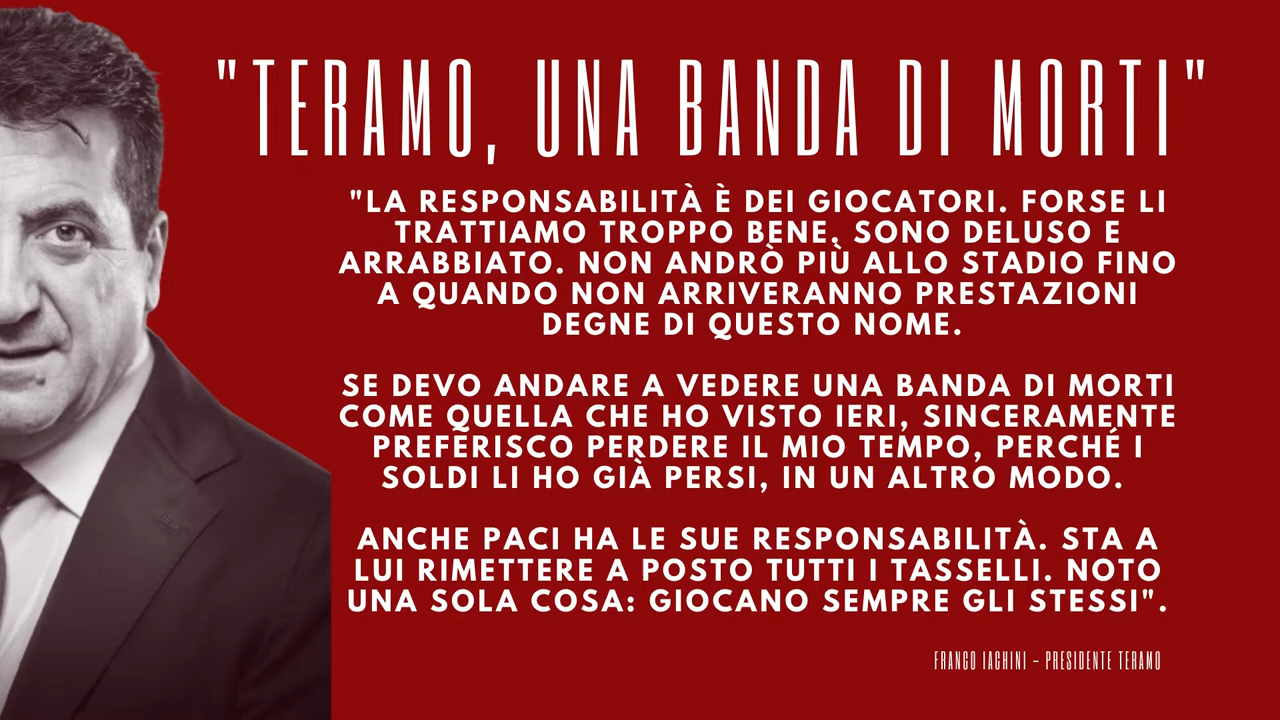 "TERAMO, UNA BANDA DI MORTI"
"LA RESPONSABILITÀ È DEI GIOCATORI. FORSE LI
TRATTIAMO TROPPO BENE. SONO DELUSO E
ARRABBIATO. NON ANDRÒ PIÙ ALLO STADIO FINO
A QUANDO NON ARRIVERANNO PRESTAZIONI
DEGNE DI QUESTO NOME.
SE DEVO ANDARE A VEDERE UNA BANDA DI MORTI
COME QUELLA CHE HO VISTO IERI, SINCERAMENTE
PREFERISCO PERDERE IL MIO TEMPO, PERCHÉ I
SOLDI LI HO GIÀ PERSI, IN UN ALTRO MODO.
ANCHE PACI HA LE SUE RESPONSABILITÀ. STA A
LUI RIMETTERE A POSTO TUTTI I TASSELLI. NOTO
UNA SOLA COSA: GIOCANO SEMPRE GLI STESSI".
FRANCO IACHINI - PRESIDENTE TERAMO